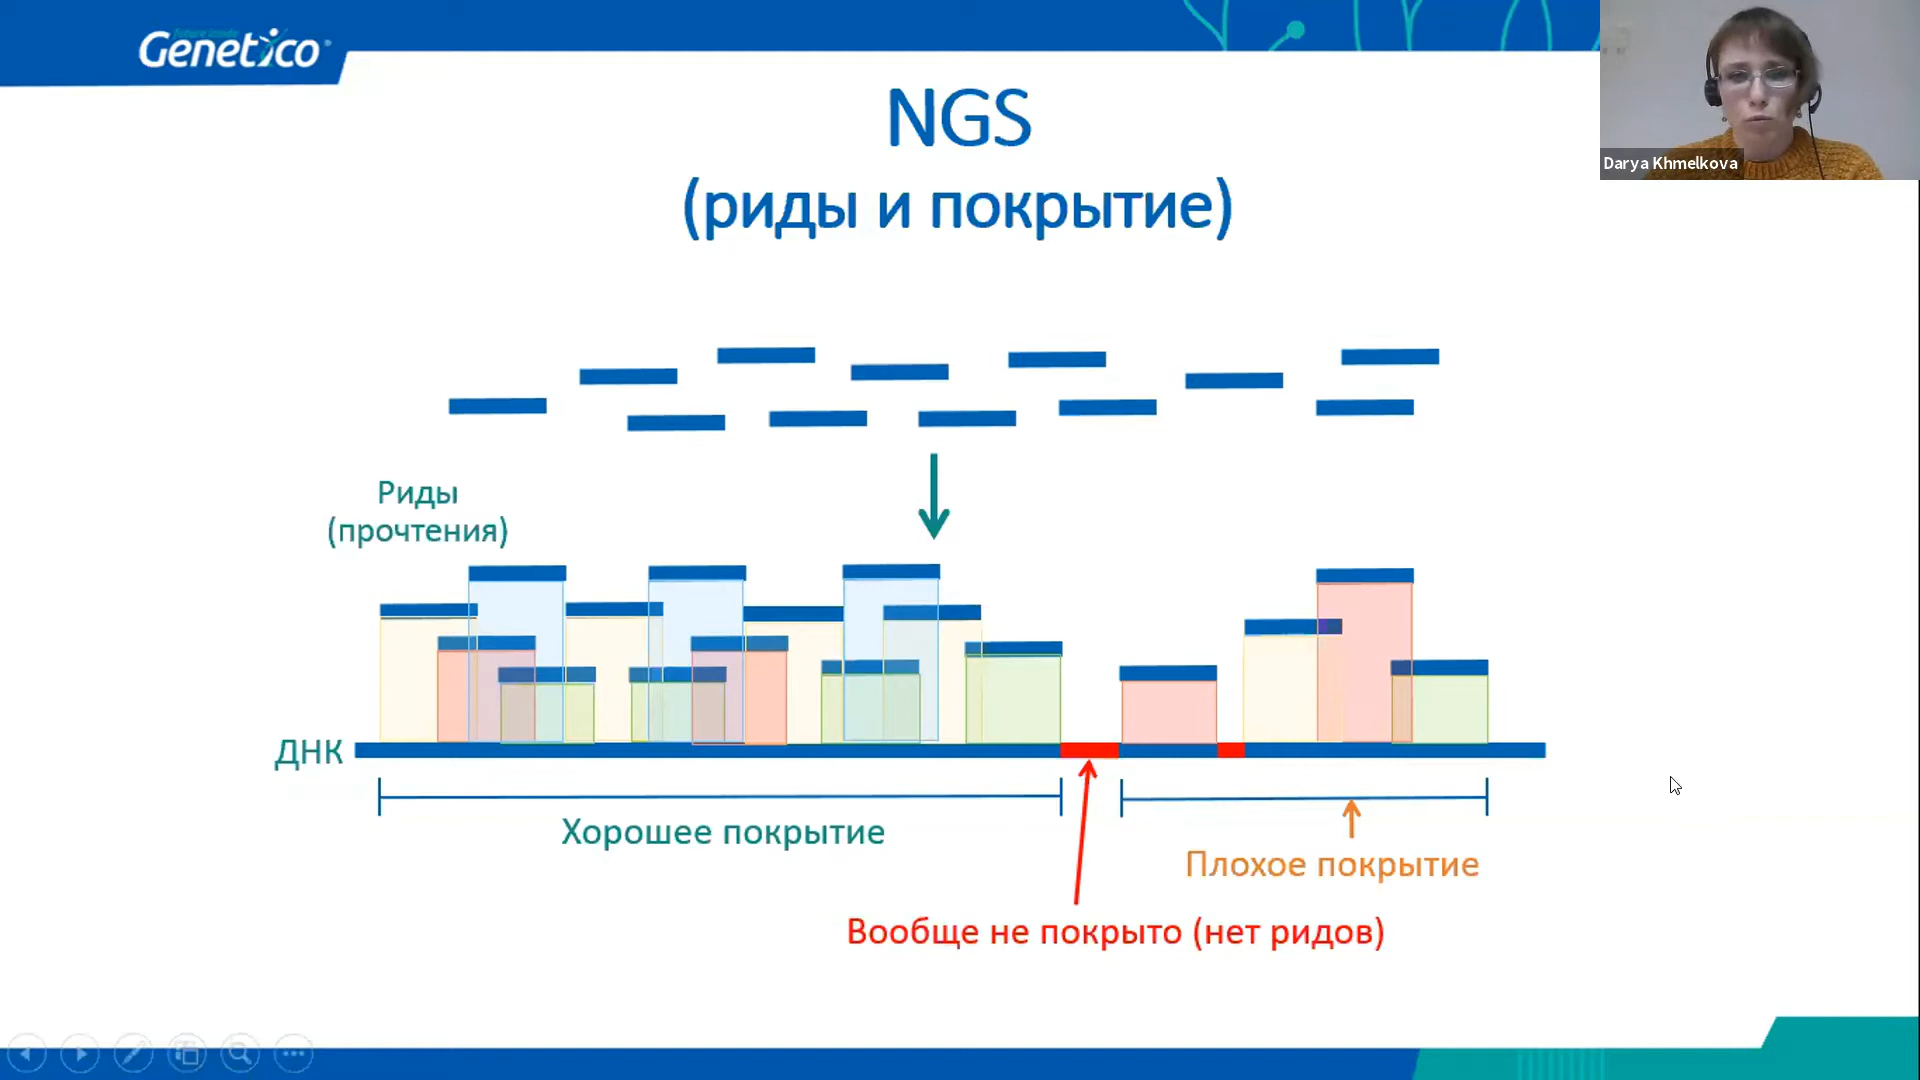 Genetico
NGS
(риды и покрытие)
Darya Khmelkova
Риды
(прочтения)
ДНК
Хорошее покрытие
Плохое покрытие
Вообще не покрыто (нет ридов)